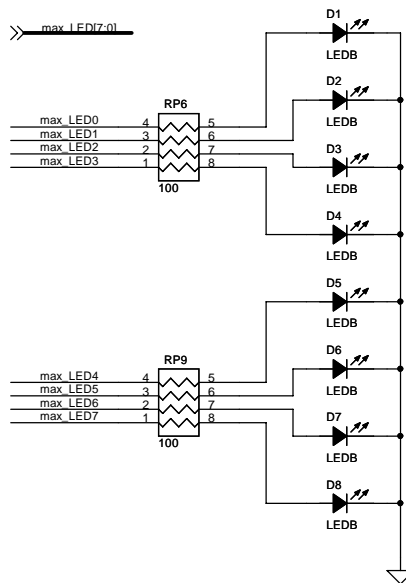 D1
max_LED[7:0]
LEDB
D2
RP6
max_LED0 4 5
LEDB
max_LED1 3 6
D3
max_LED2 2 7
max_LED3 1 8
LEDB
100
D4
LEDB
D5
LEDB
D6
RP9
max_LED4 4 5
LEDB
max_LED5 3 6
max_LED6 2 7
D7
max_LED7 1 8
100
LEDB
D8
LEDB